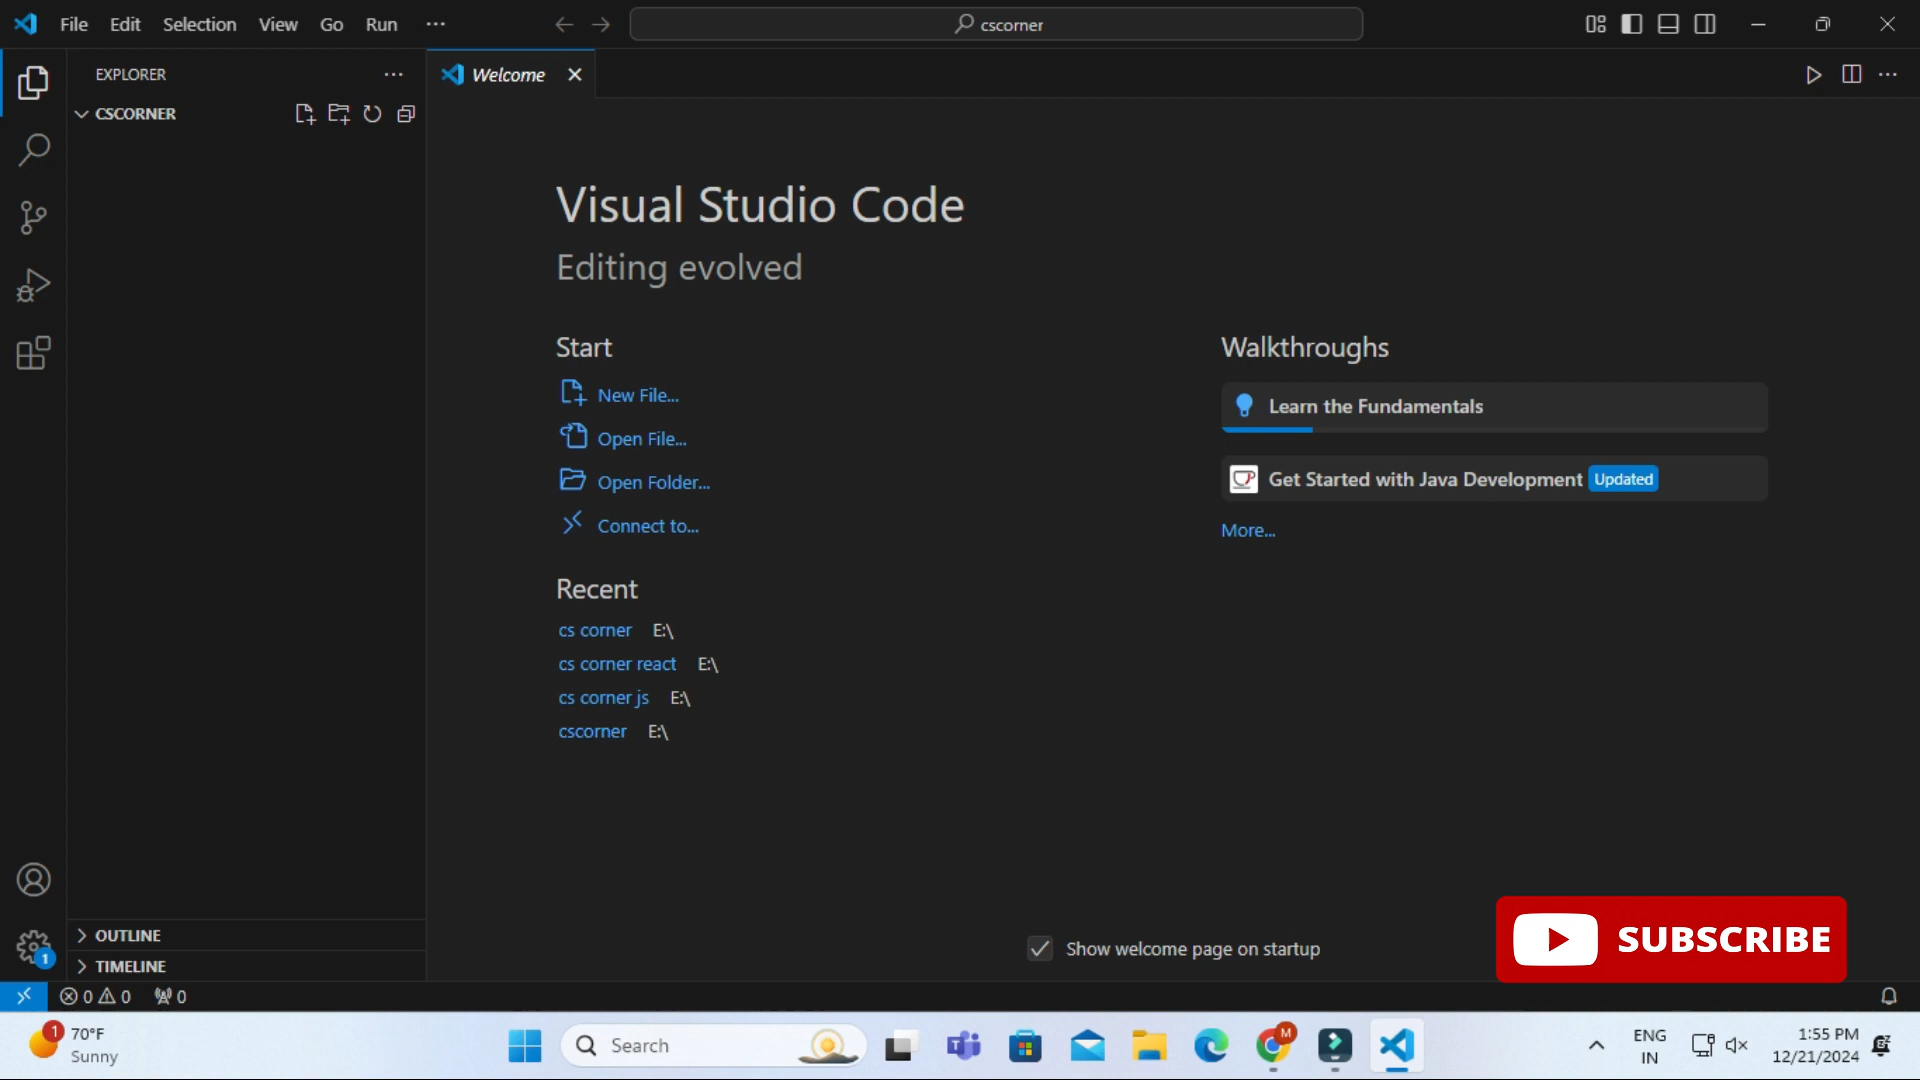 File Edit Selection View Go Run ···
cscorner
EXPLORER
Welcome
CSCORNER
Visual Studio Code
Editing evolved
Start
New File...
Open File...
Open Folder...
Connect to...
Walkthroughs
Learn the Fundamentals
Get Started with Java Development Updated
More...
Recent
cs corner E:\
cs corner react E:\
cs corner js E:\
cscorner E:\
Show welcome page on startup
SUBSCRIBE
1
OUTLINE
TIMELINE
0 0 0
1
70°F
Sunny
Search
T
M
ENG
IN
1:55 PM
12/21/2024